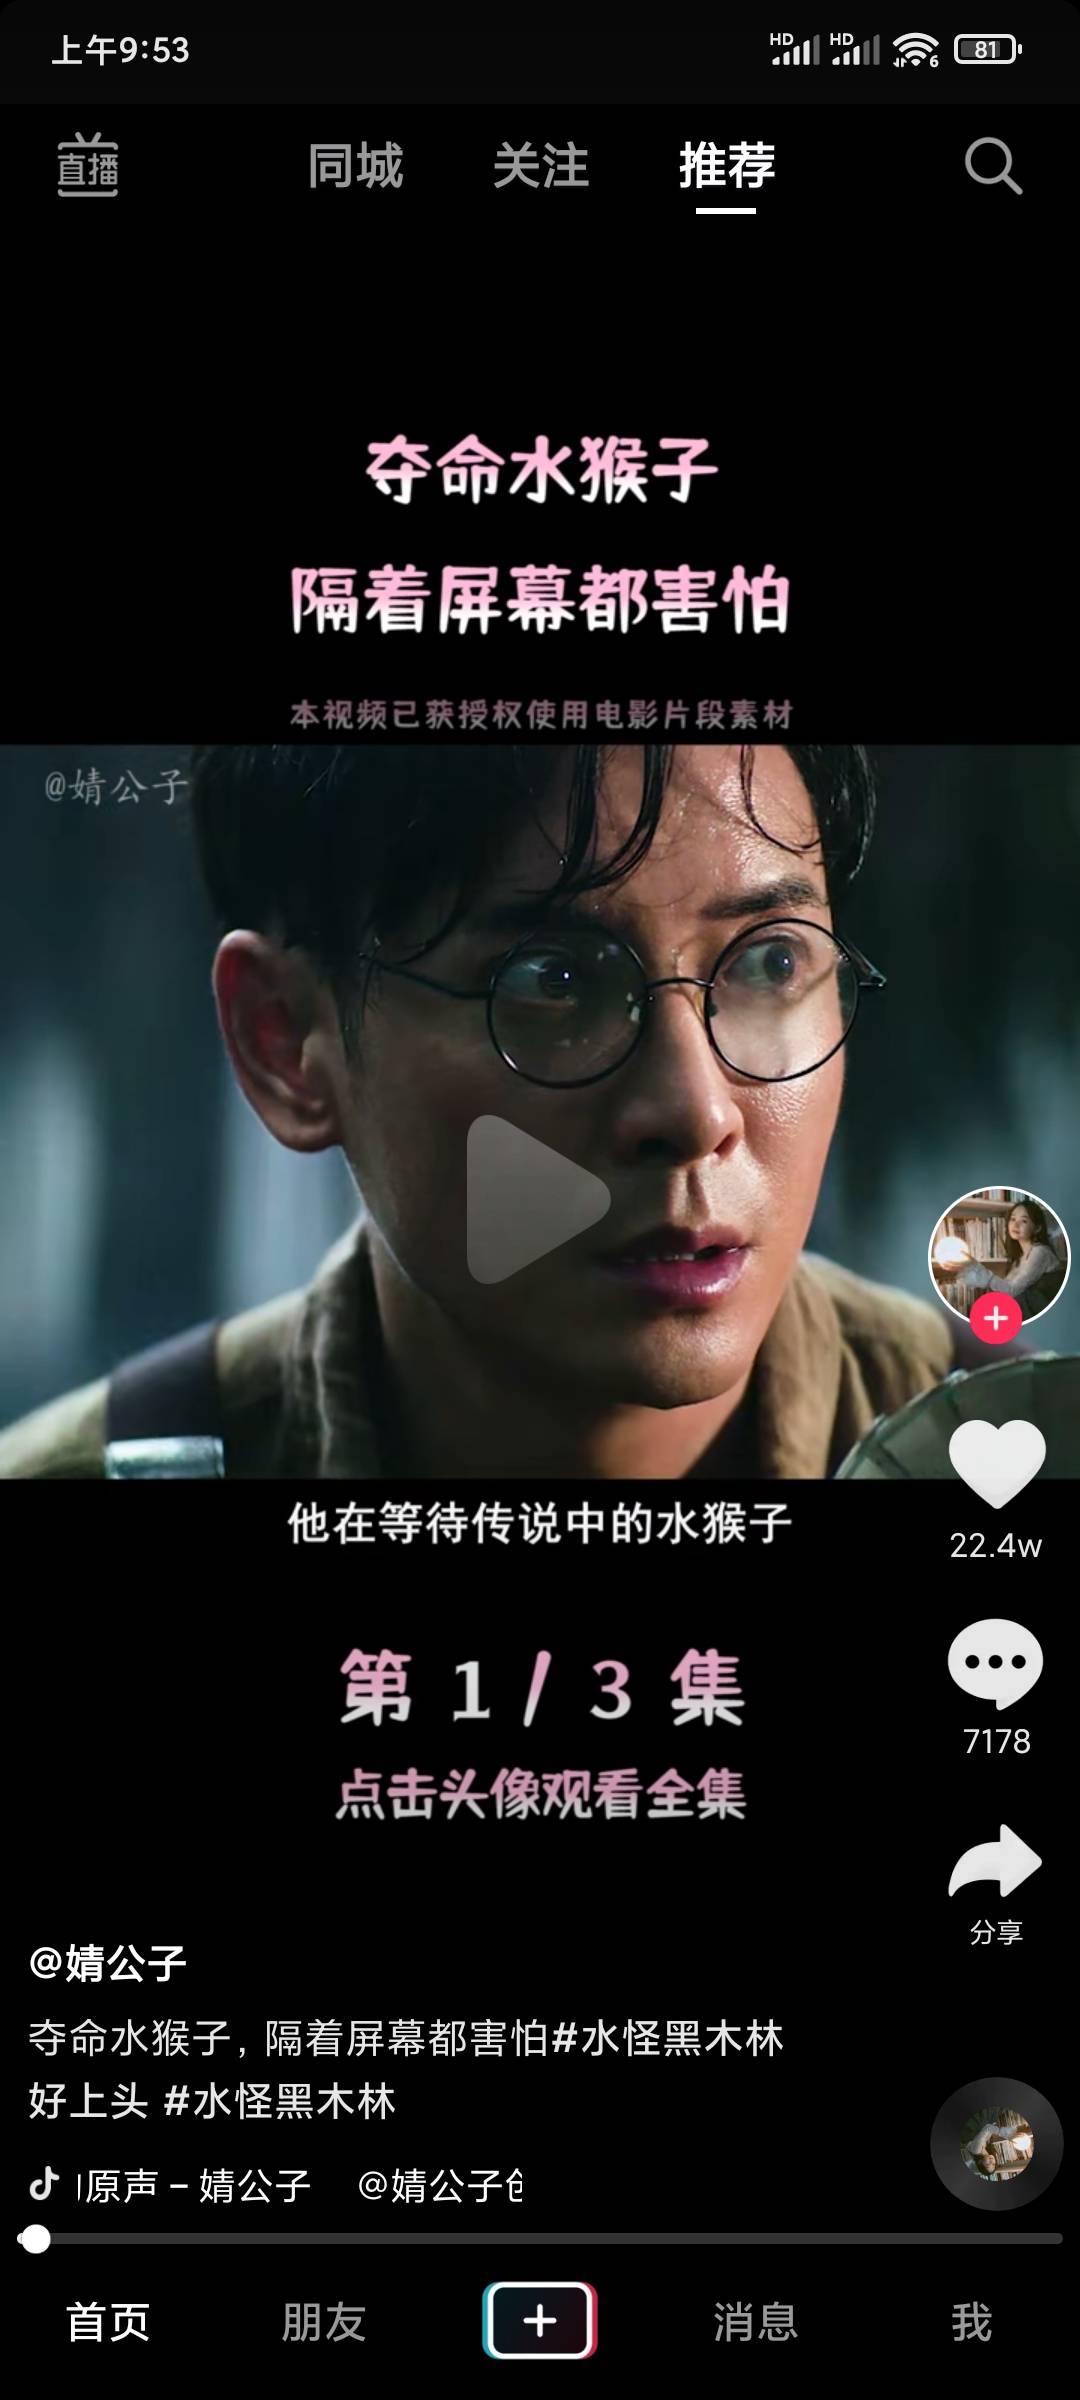 上午9:53
HD HD 6 81
直播 同城 关注 推荐
夺命水猴子
隔着屏幕都害怕
本视频已获授权使用电影片段素材
@婧公子
他在等待传说中的水猴子
22.4w
第 1 / 3 集
7178
点击头像观看全集
分享
@婧公子
夺命水猴子，隔着屏幕都害怕#水怪黑木林
好上头 #水怪黑木林
原声 - 婧公子 @婧公子
首页 朋友 消息 我